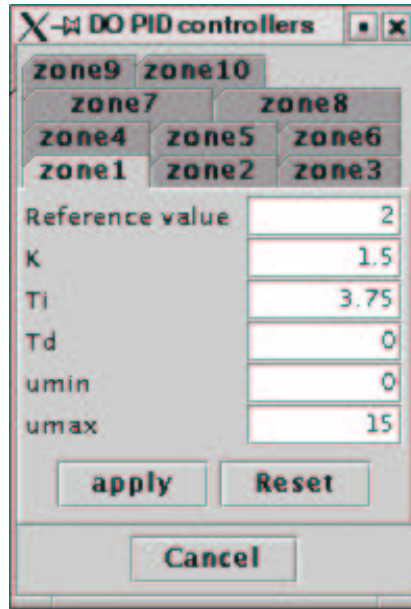 DO PID controllers
zone9 zone10
zone7 zone8
zone4 zone5 zone6
zone1 zone2 zone3
Reference value 2
K 1.5
Ti 3.75
Td 0
umin 0
umax 15
apply Reset
Cancel